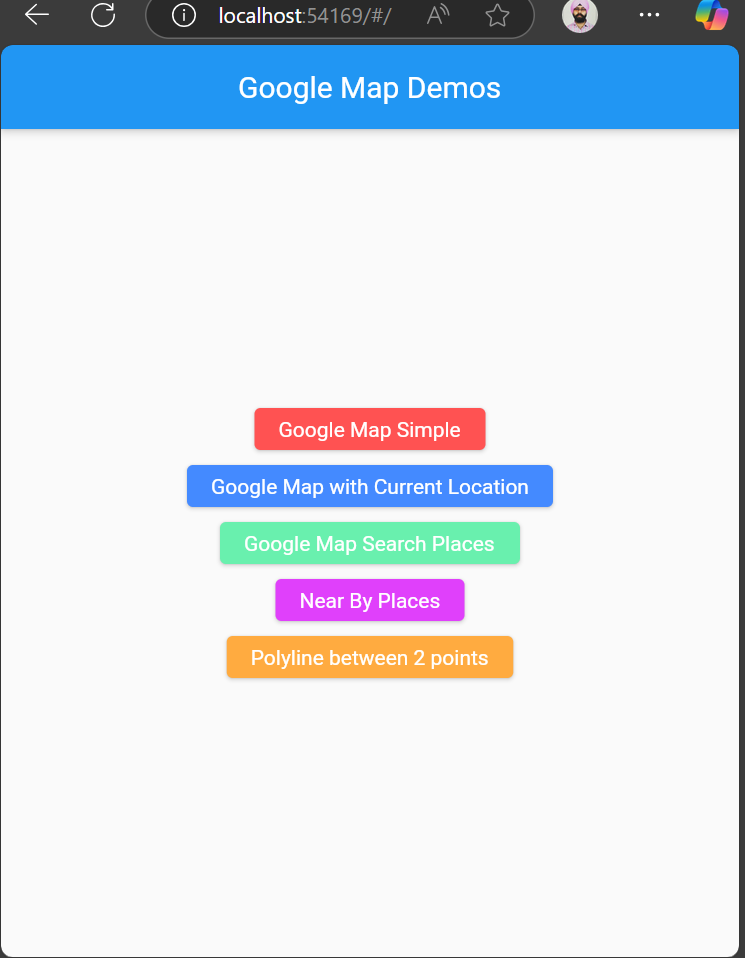 localhost:54169/#/
Google Map Demos
Google Map Simple
Google Map with Current Location
Google Map Search Places
Near By Places
Polyline between 2 points